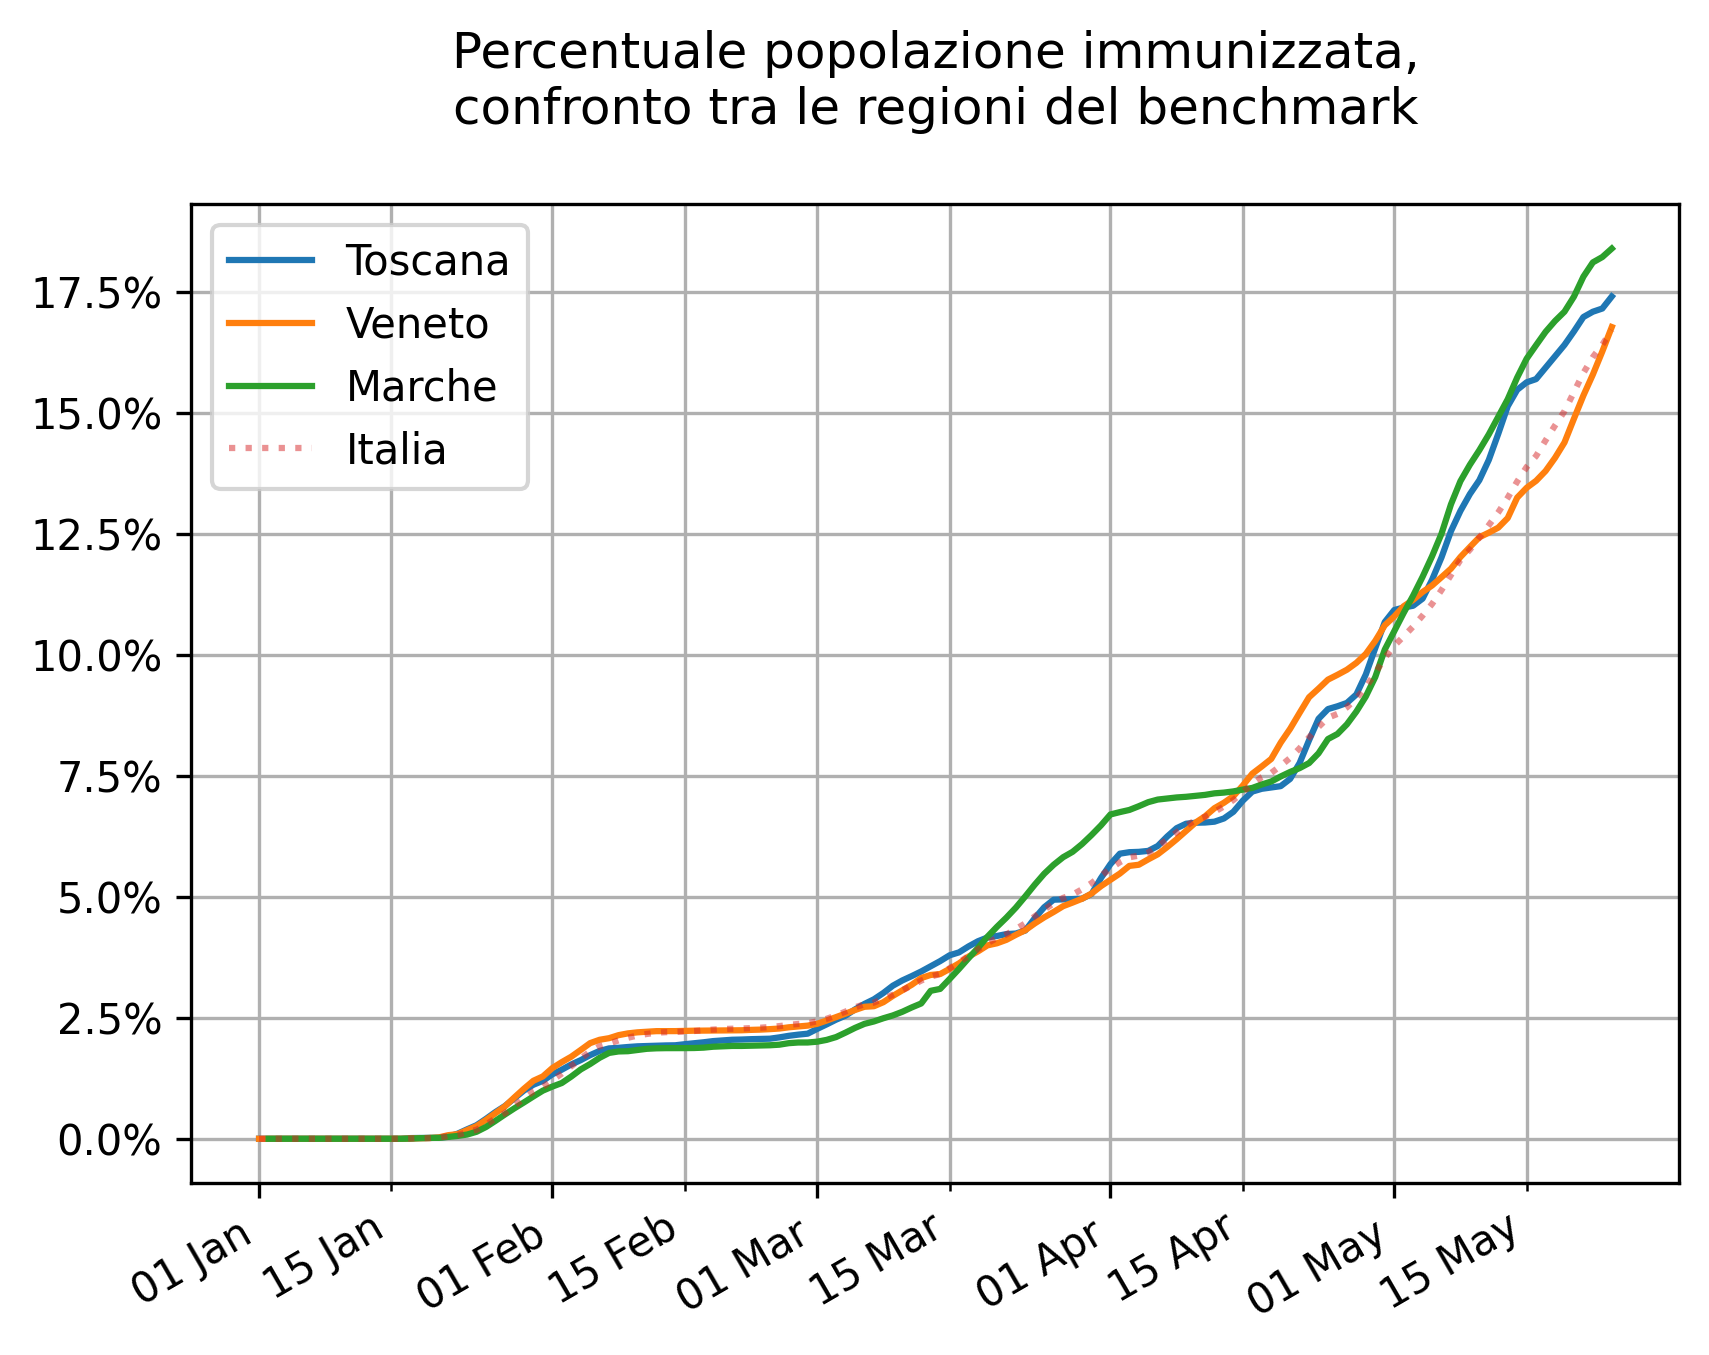 Percentuale popolazione immunizzata,
confronto tra le regioni del benchmark
Toscana
Veneto
Marche
Italia
17.5%
15.0%
12.5%
10.0%
7.5%
5.0%
2.5%
0.0%
01 Jan
15 Jan
01 Feb
15 Feb
01 Mar
15 Mar
01 Apr
15 Apr
01 May
15 May